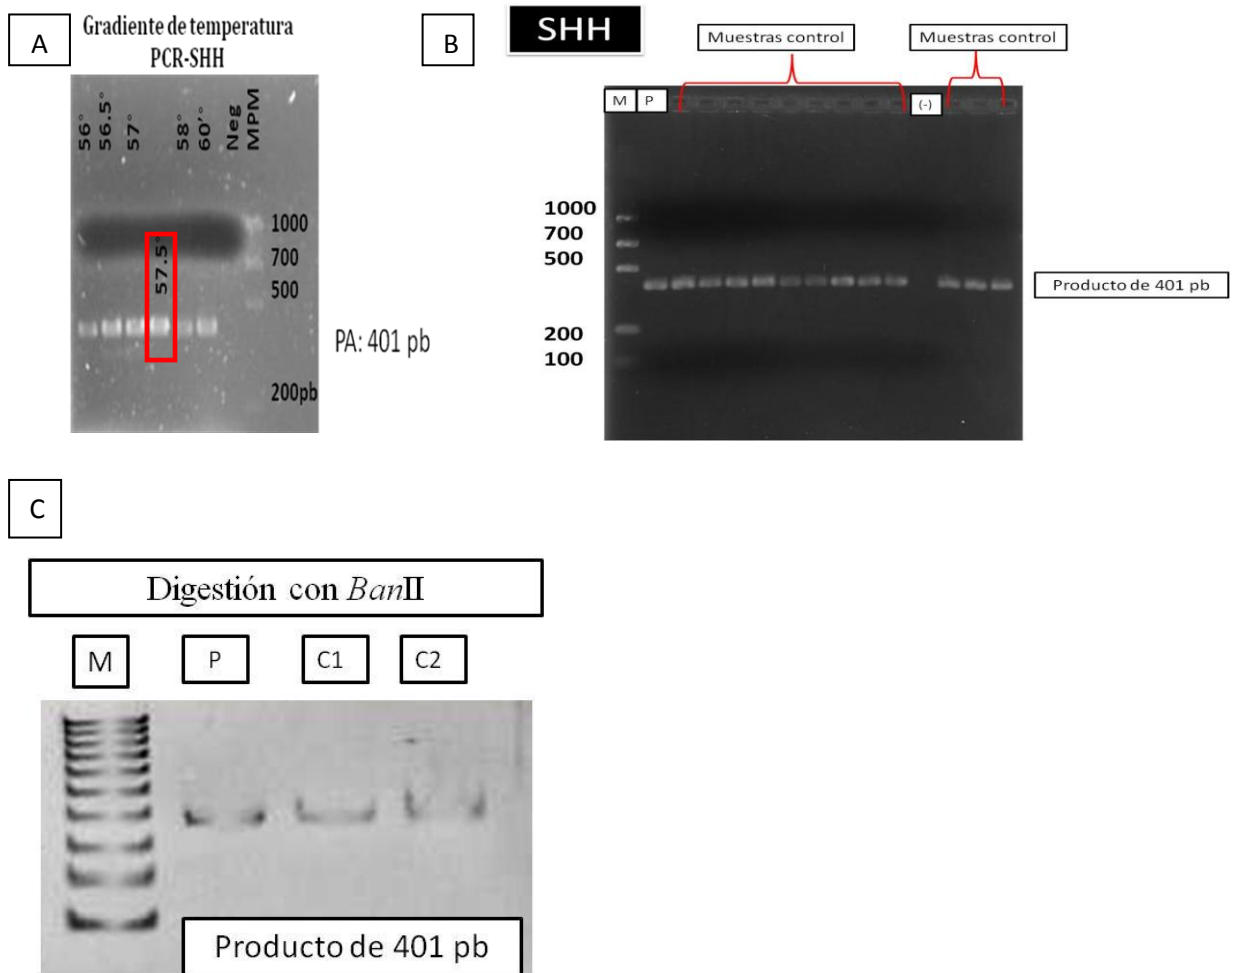 A
Gradiente de temperatura
PCR-SHH
56°
56.5°
57°
57.5°
58°
60'°
Neg
MPM
1000
700
500
200pb
PA: 401 pb
B
SHH
Muestras control
Muestras control
M
P
(-)
1000
700
500
200
100
Producto de 401 pb
C
Digestión con BanII
M
P
C1
C2
Producto de 401 pb